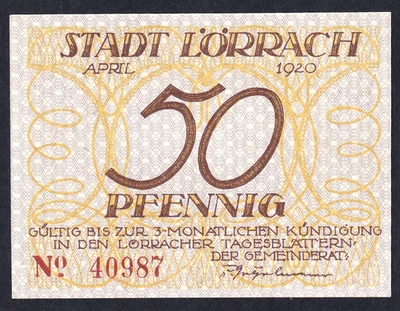 STADT LÖRRACH
APRIL 1920
50
PFENNIG
GÜLTIG BIS ZUR 3-MONATLICHEN KÜNDIGUNG
IN DEN LÖRRACHER TAGESBLÄTTERN:
DER GEMEINDERAT:
No 40987